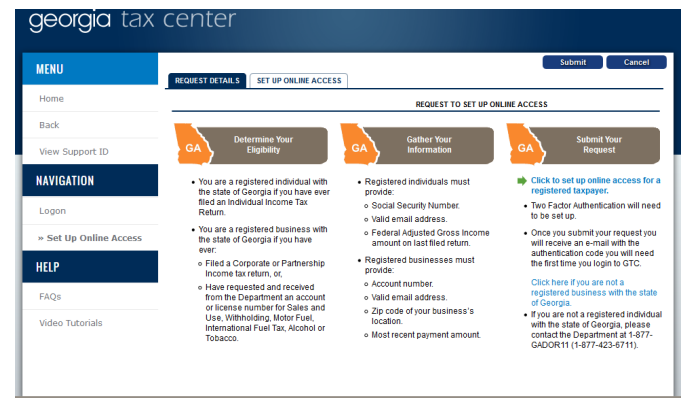 georgia tax center
MENU
Home
Back
View Support ID
NAVIGATION
Logon
» Set Up Online Access
HELP
FAQs
Video Tutorials
Submit
Cancel
REQUEST DETAILS
SET UP ONLINE ACCESS
REQUEST TO SET UP ONLINE ACCESS
GA
Determine Your
Eligibility
• You are a registered individual with
the state of Georgia if you have ever
filed an Individual Income Tax
Return.
• You are a registered business with
the state of Georgia if you have
ever:
o Filed a Corporate or Partnership
Income tax return, or,
o Have requested and received
from the Department an account
or license number for Sales and
Use, Withholding, Motor Fuel,
International Fuel Tax, Alcohol or
Tobacco.
GA
Gather Your
Information
• Registered individuals must
provide:
o Social Security Number.
o Valid email address.
o Federal Adjusted Gross Income
amount on last filed return.
• Registered businesses must
provide:
o Account number.
o Valid email address.
o Zip code of your business's
location.
o Most recent payment amount.
GA
Submit Your
Request
Click to set up online access for a
registered taxpayer.
• Two Factor Authentication will need
to be set up.
• Once you submit your request you
will receive an e-mail with the
authentication code you will need
the first time you login to GTC.
Click here if you are not a
registered business with the state
of Georgia.
• If you are not a registered individual
with the state of Georgia, please
contact the Department at 1-877-
GADOR11 (1-877-423-6711).